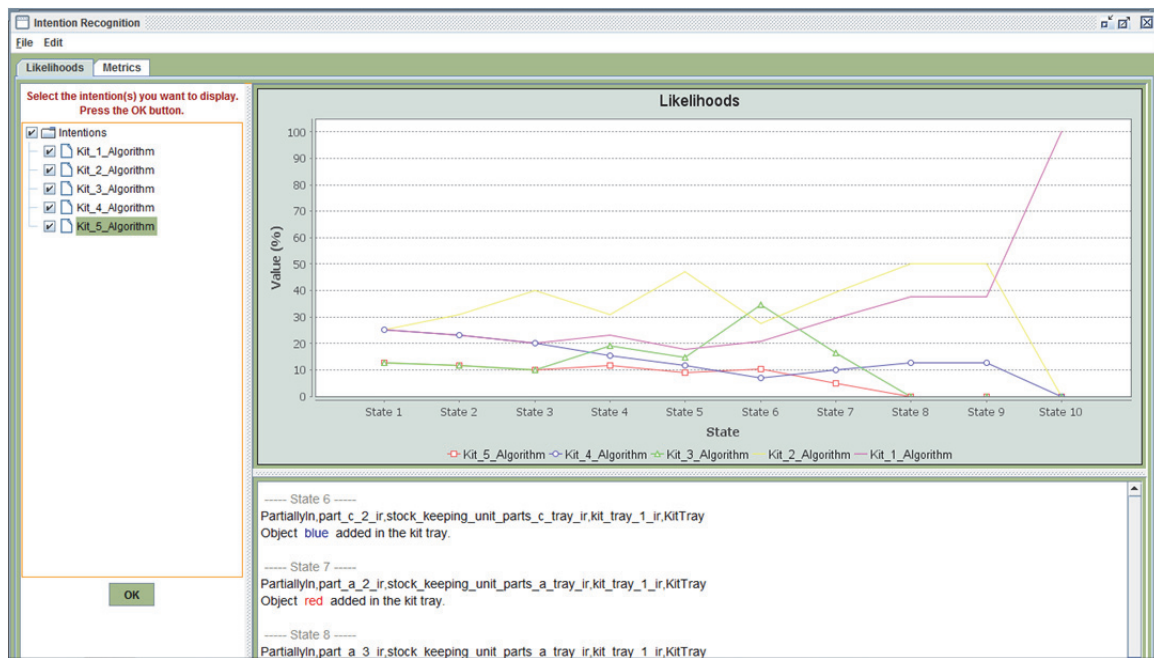 Intention Recognition
File Edit
Likelihoods Metrics
Select the intention(s) you want to display.
Press the OK button.
Intentions
Kit_1_Algorithm
Kit_2_Algorithm
Kit_3_Algorithm
Kit_4_Algorithm
Kit_5_Algorithm
OK
Likelihoods
Value (%)
100
90
80
70
60
50
40
30
20
10
0
State 1 State 2 State 3 State 4 State 5 State 6 State 7 State 8 State 9 State 10
State
Kit_5_Algorithm Kit_4_Algorithm Kit_3_Algorithm Kit_2_Algorithm Kit_1_Algorithm
----- State 6 -----
PartiallyIn,part_c_2_ir,stock_keeping_unit_parts_c_tray_ir,kit_tray_1_ir,KitTray
Object blue added in the kit tray.
----- State 7 -----
PartiallyIn,part_a_2_ir,stock_keeping_unit_parts_a_tray_ir,kit_tray_1_ir,KitTray
Object red added in the kit tray.
----- State 8 -----
PartiallyIn,part_a_3_ir,stock_keeping_unit_parts_a_tray_ir,kit_tray_1_ir,KitTray